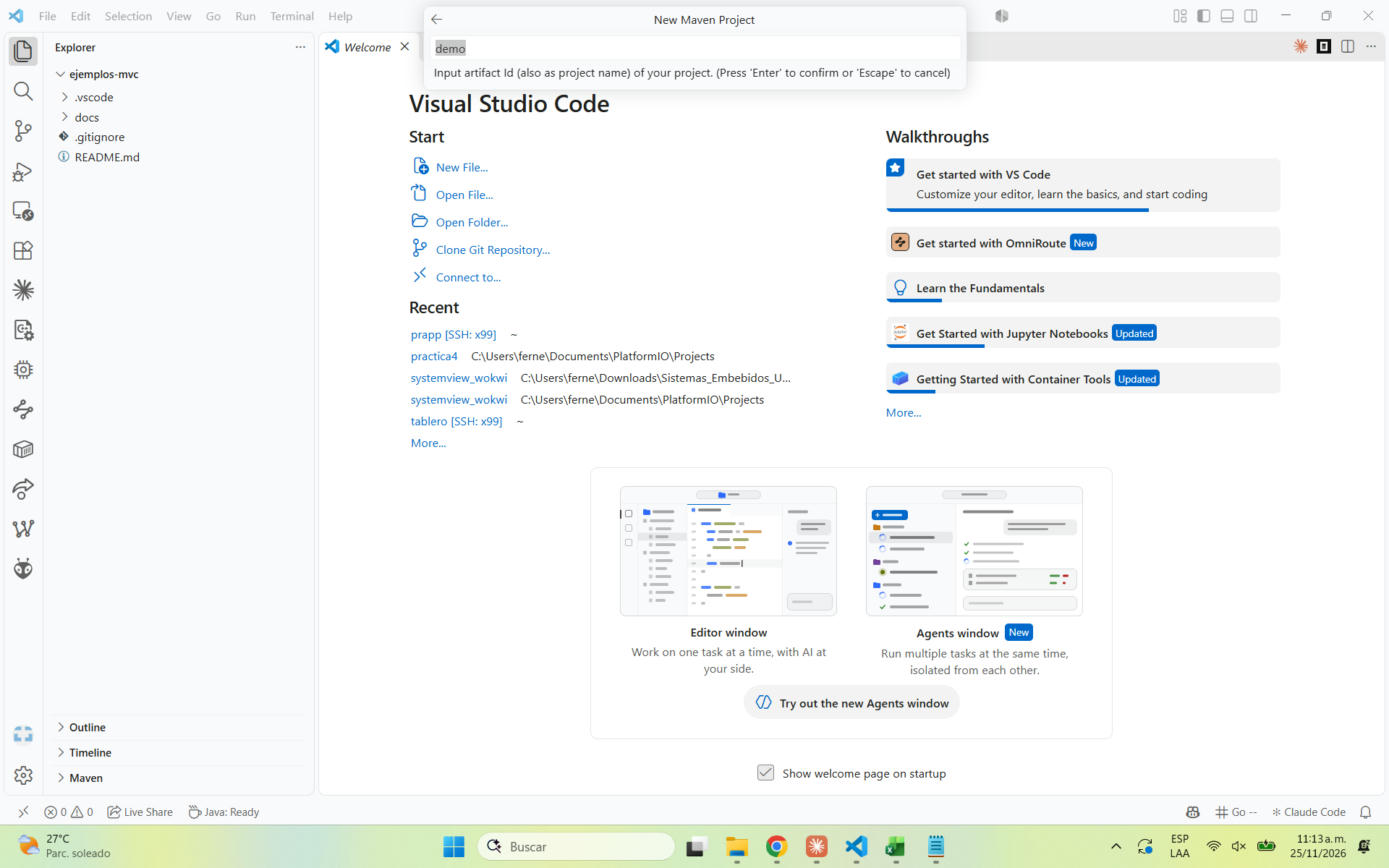 File Edit Selection View Go Run Terminal Help
New Maven Project
demo
Input artifact Id (also as project name) of your project. (Press 'Enter' to confirm or 'Escape' to cancel)
Explorer
ejemplos-mvc
.vscode
docs
.gitignore
README.md
Outline
Timeline
Maven
Welcome
Visual Studio Code
Start
New File...
Open File...
Open Folder...
Clone Git Repository...
Connect to...
Recent
prapp [SSH: x99] ~
practica4 C:\Users\ferne\Documents\PlatformIO\Projects
systemview_wokwi C:\Users\ferne\Downloads\Sistemas_Embebidos_U...
systemview_wokwi C:\Users\ferne\Documents\PlatformIO\Projects
tablero [SSH: x99] ~
More...
Walkthroughs
Get started with VS Code
Customize your editor, learn the basics, and start coding
Get started with OmniRoute New
Learn the Fundamentals
Get Started with Jupyter Notebooks Updated
Getting Started with Container Tools Updated
More...
Editor window
Work on one task at a time, with AI at
your side.
Agents window New
Run multiple tasks at the same time,
isolated from each other.
Try out the new Agents window
Show welcome page on startup
0 0 Live Share Java: Ready
Go -- Claude Code
27°C
Parc. soleado
Buscar
ESP
LAA
11:13 a. m.
25/11/2026